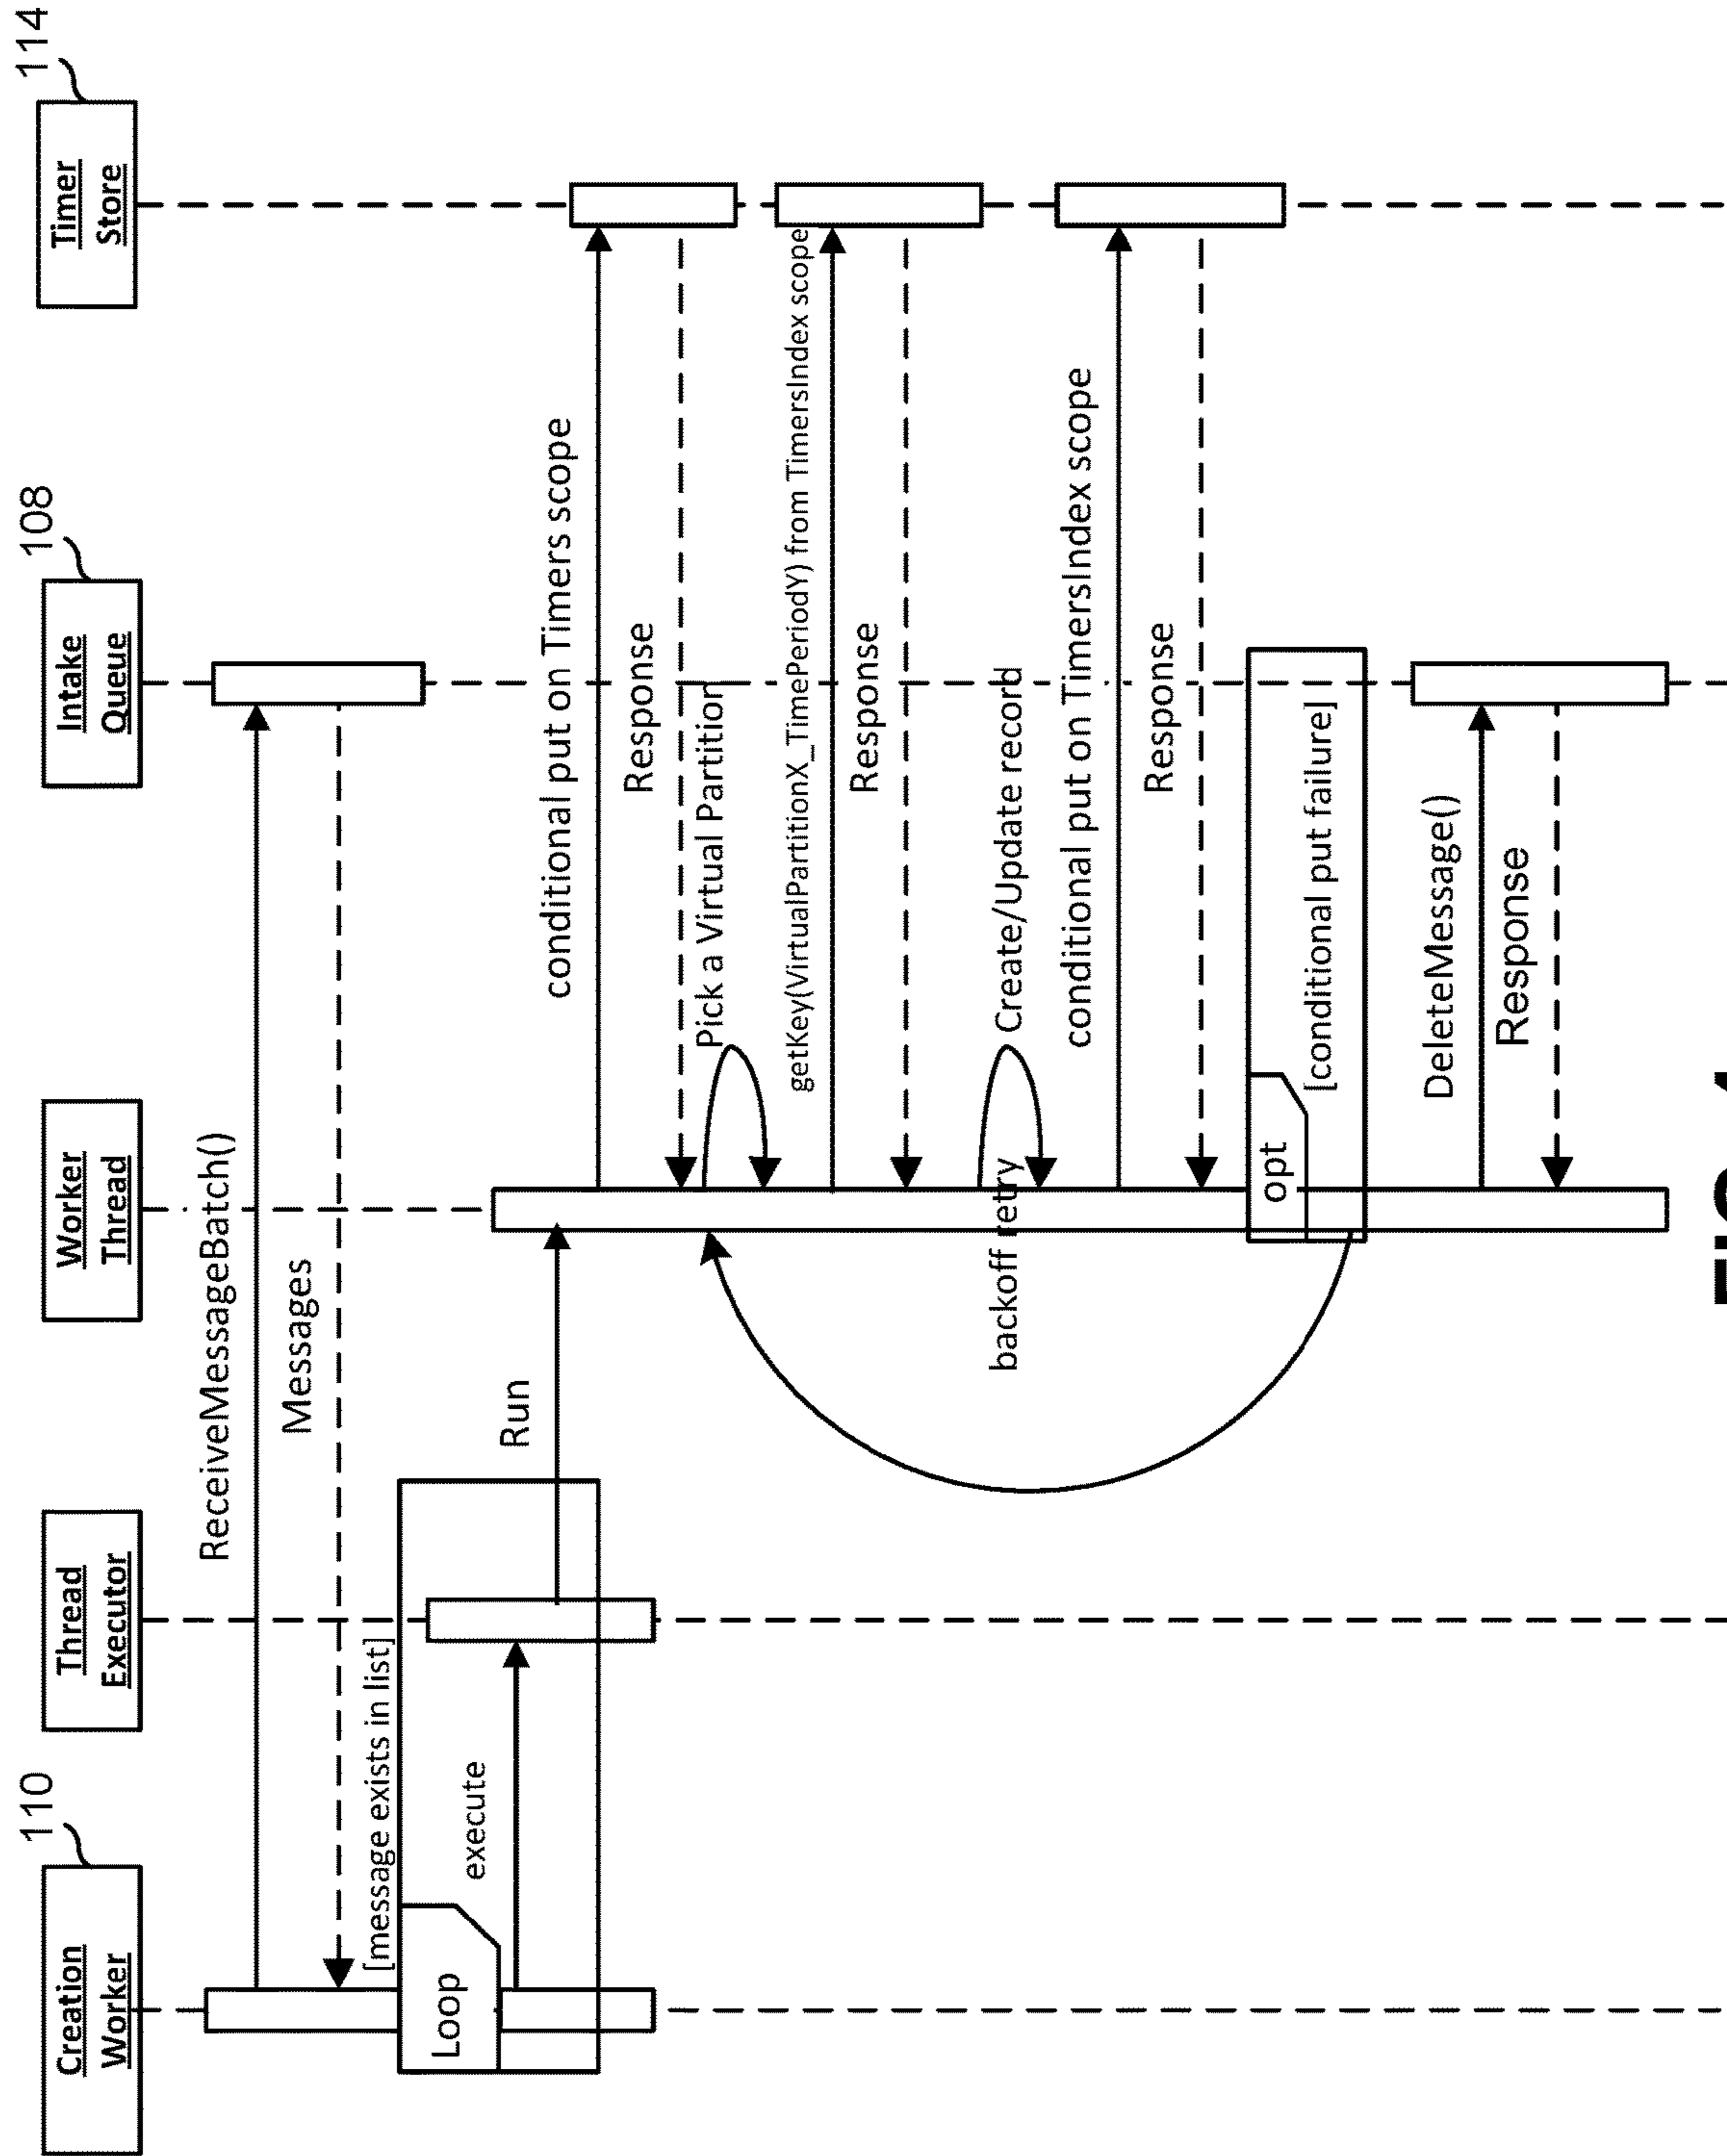 110
Creation
Worker
Thread
Executor
Worker
Thread
108
Intake
Queue
114
Timer
Store
ReceiveMessageBatch()
Messages
[message exists in list]
Loop
execute
Run
conditional put on Timers scope
Response
Pick a Virtual Partition
getKey(VirtualPartitionX_TimePeriodY) from TimersIndex scope
Response
Create/Update record
backoff retry
conditional put on TimersIndex scope
Response
opt
[conditional put failure]
DeleteMessage()
Response